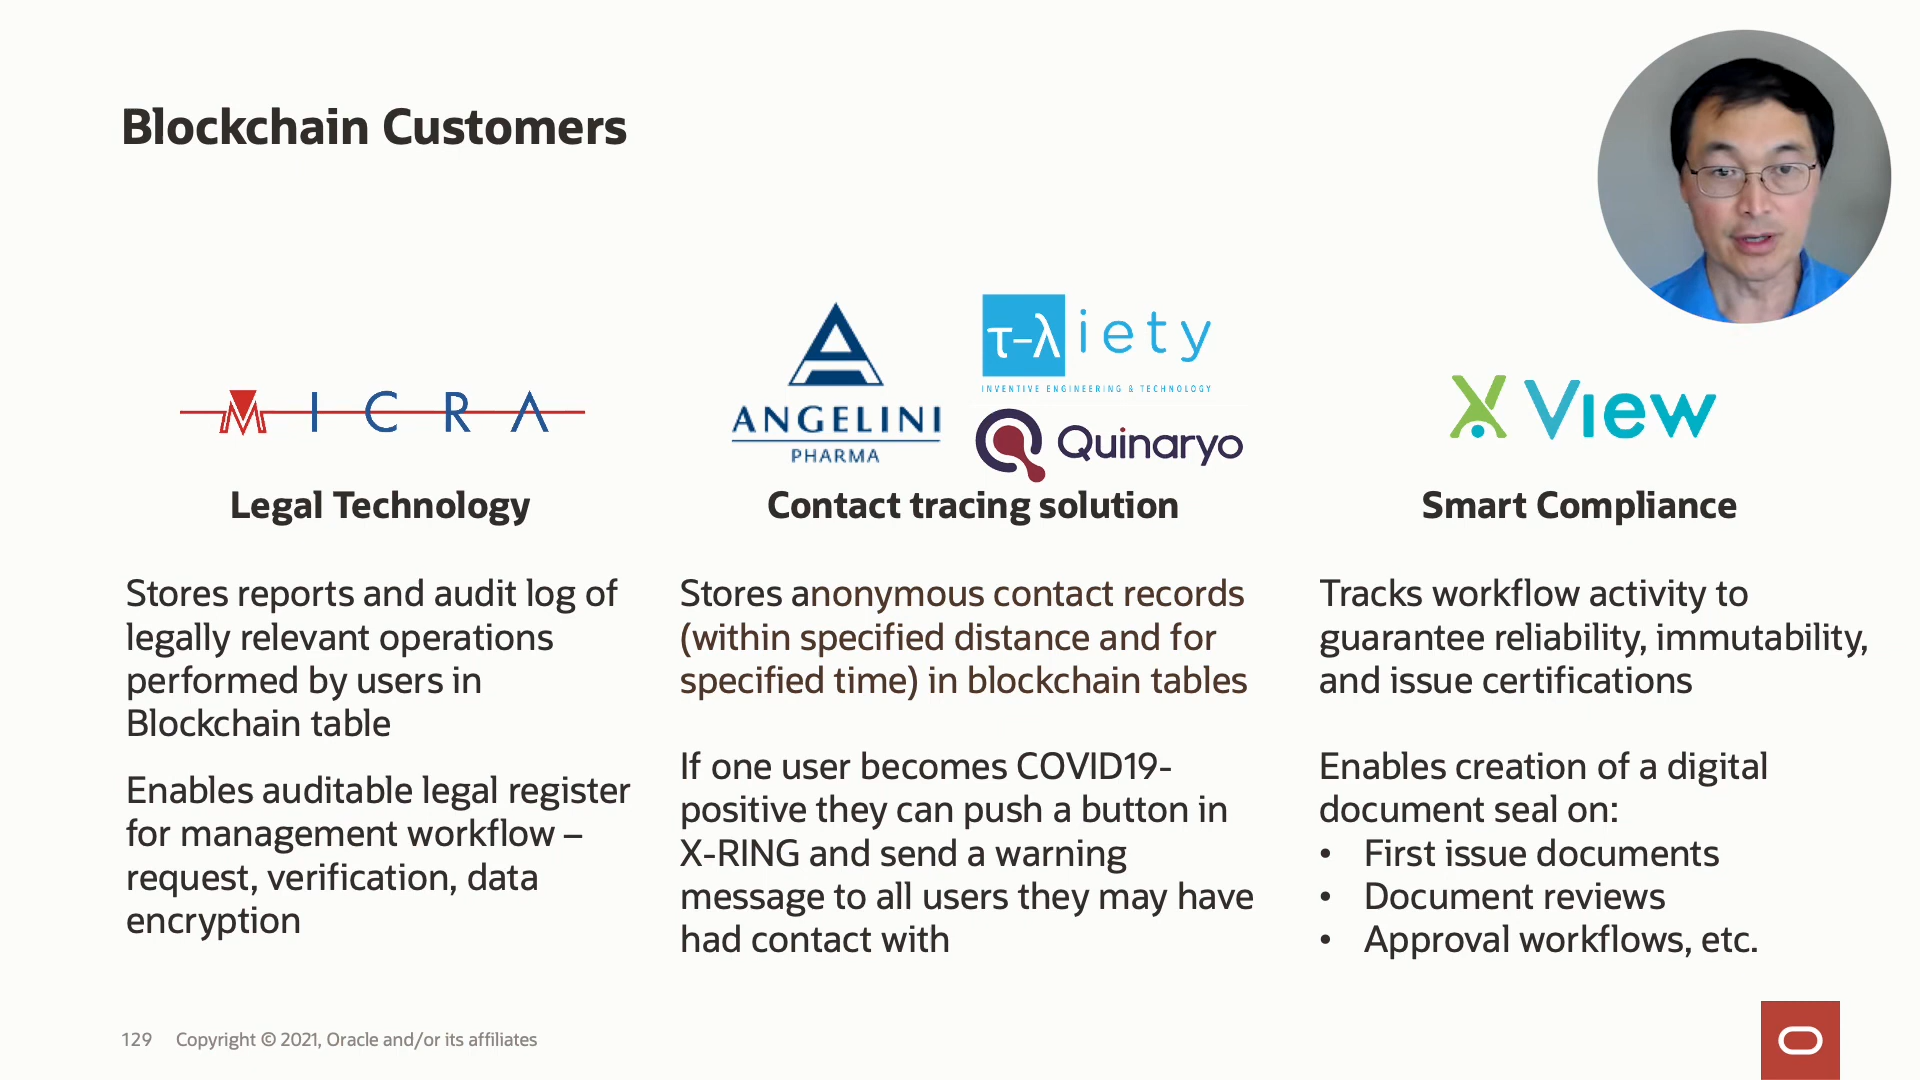 Blockchain Customers
MICRA
Legal Technology
Stores reports and audit log of
legally relevant operations
performed by users in
Blockchain table
Enables auditable legal register
for management workflow –
request, verification, data
encryption
ANGELINI
PHARMA
τ-λiety
INVENTIVE ENGINEERING & TECHNOLOGY
Quinaryo
Contact tracing solution
Stores anonymous contact records
(within specified distance and for
specified time) in blockchain tables
If one user becomes COVID19-
positive they can push a button in
X-RING and send a warning
message to all users they may have
had contact with
X View
Smart Compliance
Tracks workflow activity to
guarantee reliability, immutability,
and issue certifications
Enables creation of a digital
document seal on:
• First issue documents
• Document reviews
• Approval workflows, etc.
129 Copyright © 2021, Oracle and/or its affiliates